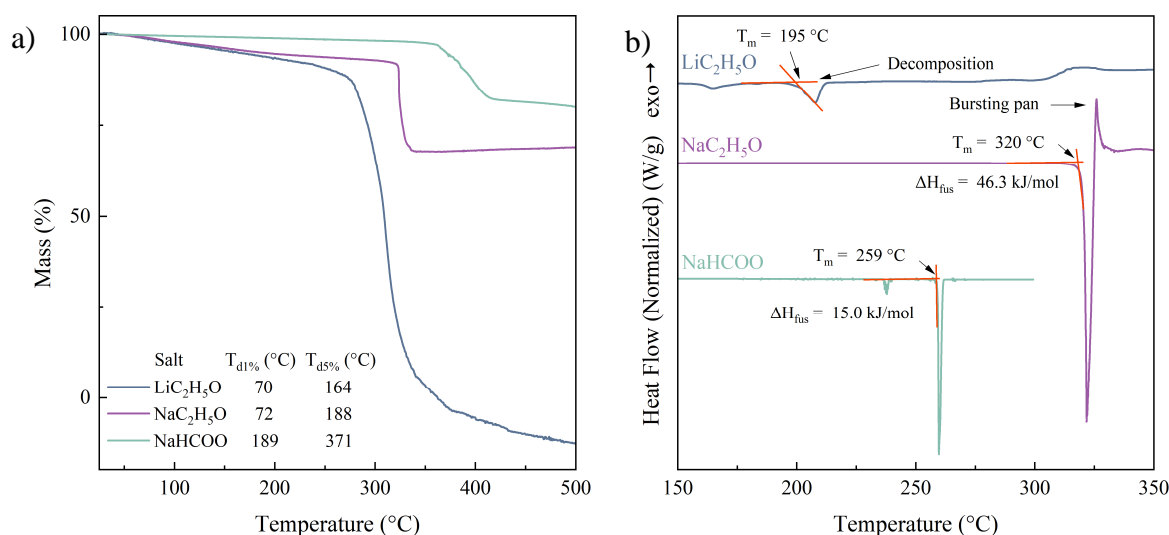 a)
100
50
0
Mass (%)
Salt T_d1% (°C) T_d5% (°C)
LiC₂H₅O 70 164
NaC₂H₅O 72 188
NaHCOO 189 371
100 200 300 400 500
Temperature (°C)
b)
Heat Flow (Normalized) (W/g) exo→
T_m = 195 °C
LiC₂H₅O
Decomposition
Bursting pan
NaC₂H₅O
T_m = 320 °C
ΔH_fus = 46.3 kJ/mol
NaHCOO
T_m = 259 °C
ΔH_fus = 15.0 kJ/mol
150 200 250 300 350
Temperature (°C)